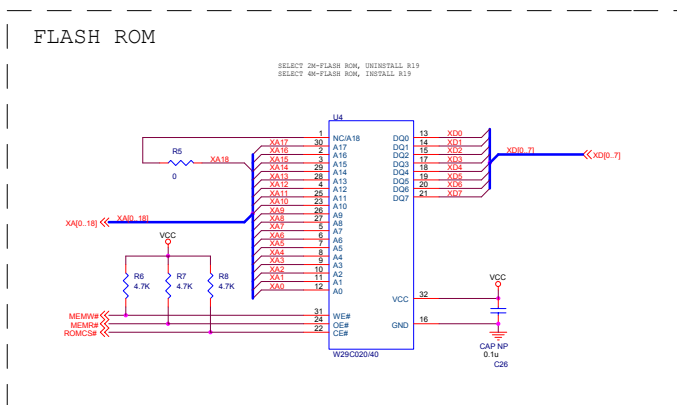 FLASH ROM
SELECT 2M-FLASH ROM, UNINSTALL R19
SELECT 4M-FLASH ROM, INSTALL R19
U4
1 NC/A18 DQ0 13 XD0
XA17 30 A17 DQ1 14 XD1
XA16 2 A16 DQ2 15 XD2
XA15 3 A15 DQ3 17 XD3
XA14 29 A14 DQ4 18 XD4
XA13 28 A13 DQ5 19 XD5
XA12 4 A12 DQ6 20 XD6
XA11 25 A11 DQ7 21 XD7
XA10 23 A10
XA9 26 A9
XA8 27 A8
XA7 5 A7
XA6 6 A6
XA5 7 A5
XA4 8 A4
XA3 9 A3
XA2 10 A2
XA1 11 A1
XA0 12 A0
R5
XA18
0
XD[0..7]
XD[0..7]
XA[0..18]
XA[0..18]
VCC
R6 R7 R8
4.7K 4.7K 4.7K
MEMW# 31 WE#
MEMR# 24 OE#
ROMCS# 22 CE#
VCC
VCC 32
GND 16
W29C020/40
CAP NP
0.1u
C26